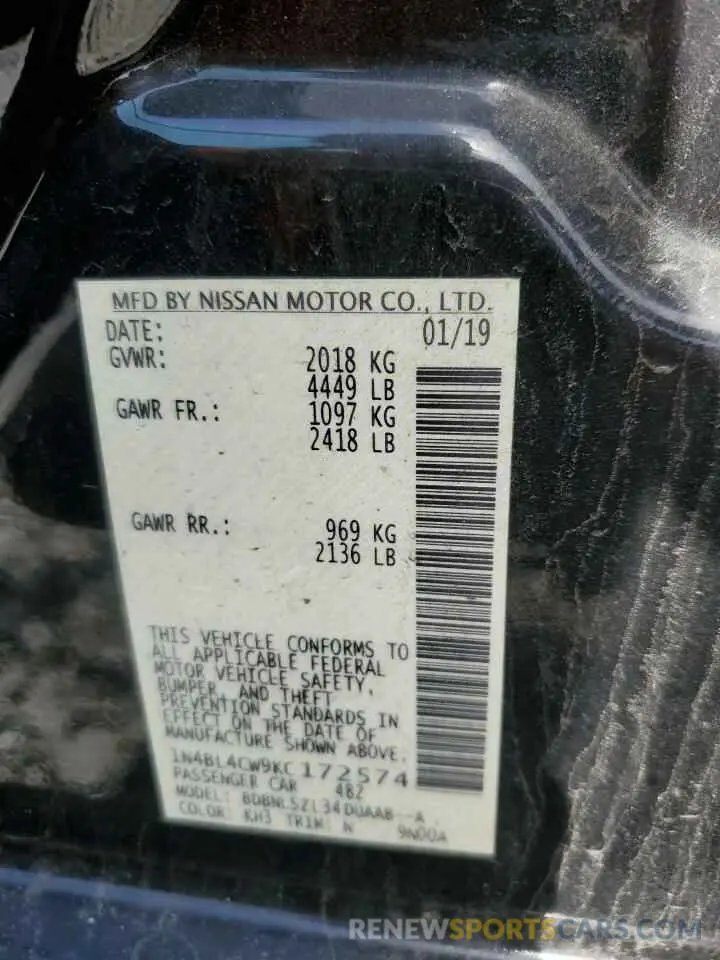 MFD BY NISSAN MOTOR CO., LTD.
DATE: 01/19
GVWR: 2018 KG
4449 LB
GAWR FR.: 1097 KG
2418 LB
GAWR RR.: 969 KG
2136 LB
THIS VEHICLE CONFORMS TO
ALL APPLICABLE FEDERAL
MOTOR VEHICLE SAFETY,
BUMPER, AND THEFT
PREVENTION STANDARDS IN
EFFECT ON THE DATE OF
MANUFACTURE SHOWN ABOVE.
1N4BL4CW9KC172574
PASSENGER CAR 482
MODEL: BDBNLSZL34DUAAB--A
COLOR: KH3 TRIM: N
RENEWSPORTSCARS.COM